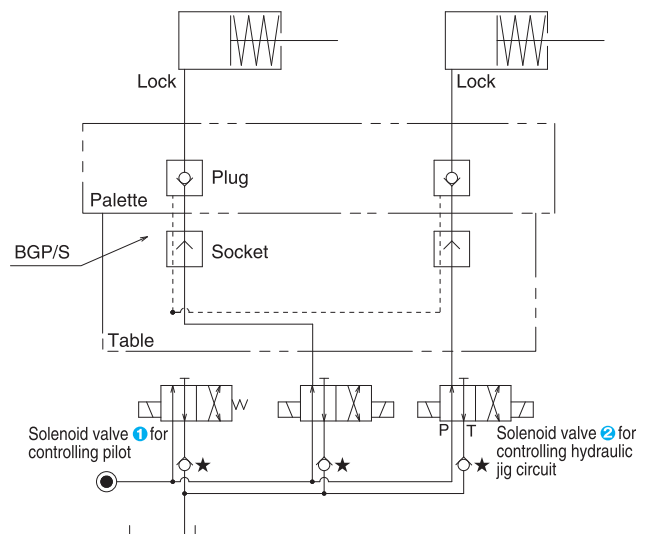 Lock
Lock
Plug
Palette
BGP/S
Socket
Table
P T
Solenoid valve 1 for
controlling pilot
★
★
★
Solenoid valve 2 for
controlling hydraulic
jig circuit